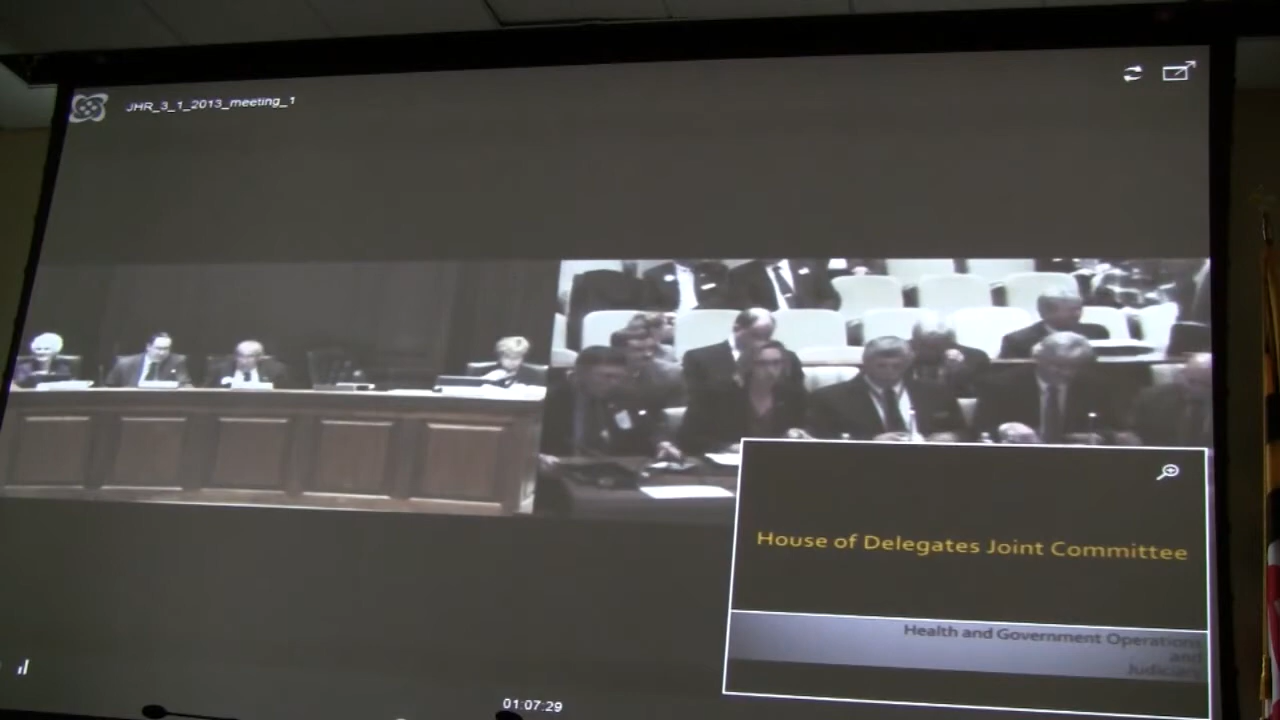 JHR_3_1_2013_meeting_1
House of Delegates Joint Committee
Health and Government Operations
and
Judiciary
01:07:29